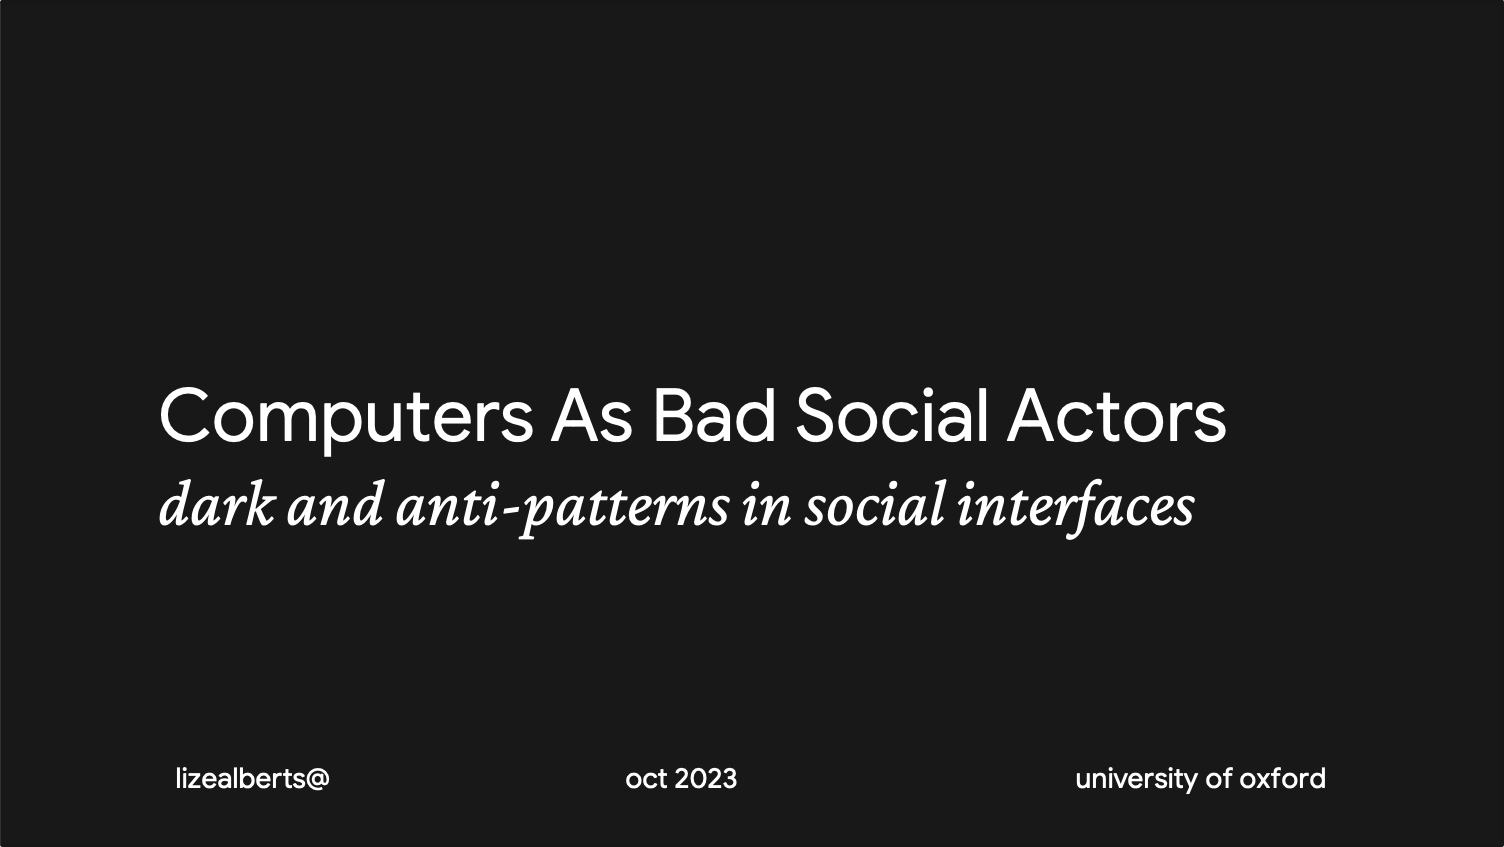 Computers As Bad Social Actors
dark and anti-patterns in social interfaces
lizealberts@ oct 2023 university of oxford